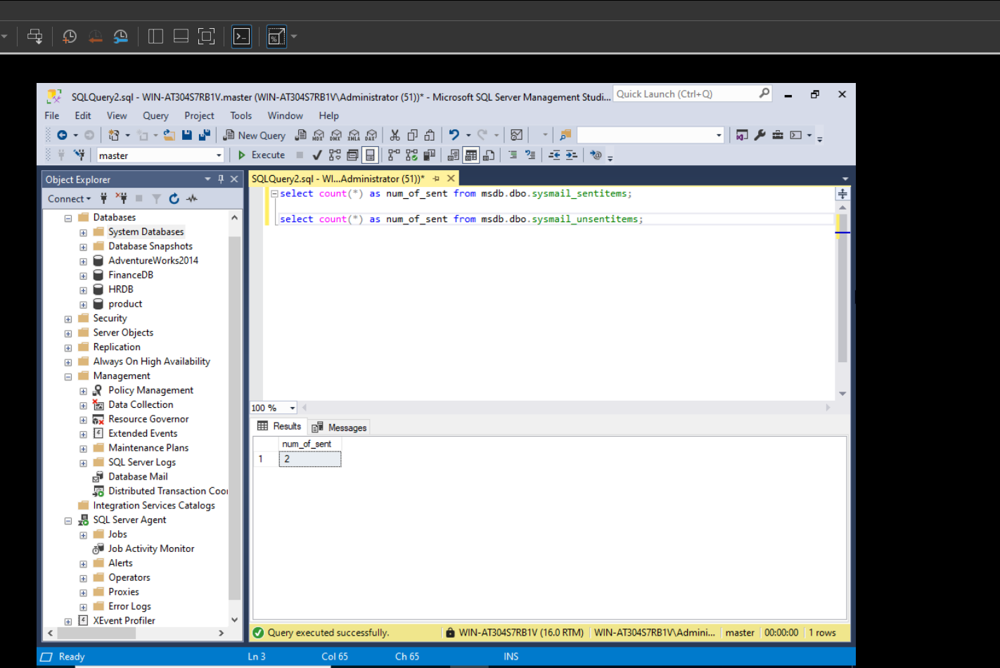 SQLQuery2.sql - WIN-AT304S7RB1V.master (WIN-AT304S7RB1V\Administrator (51))* - Microsoft SQL Server Management Studi...
Quick Launch (Ctrl+Q)
File Edit View Query Project Tools Window Help
New Query
MDX DMX XMLA DAX
master
Execute
Object Explorer
SQLQuery2.sql - WI...Administrator (51))*
Connect
Databases
System Databases
Database Snapshots
AdventureWorks2014
FinanceDB
HRDB
product
Security
Server Objects
Replication
Always On High Availability
Management
Policy Management
Data Collection
Resource Governor
Extended Events
Maintenance Plans
SQL Server Logs
Database Mail
Distributed Transaction Coor
Integration Services Catalogs
SQL Server Agent
Jobs
Job Activity Monitor
Alerts
Operators
Proxies
Error Logs
XEvent Profiler
select count(*) as num_of_sent from msdb.dbo.sysmail_sentitems;
select count(*) as num_of_sent from msdb.dbo.sysmail_unsentitems;
100 %
Results Messages
num_of_sent
1 2
Query executed successfully. WIN-AT304S7RB1V (16.0 RTM) WIN-AT304S7RB1V\Admini... master 00:00:00 1 rows
Ready Ln 3 Col 65 Ch 65 INS